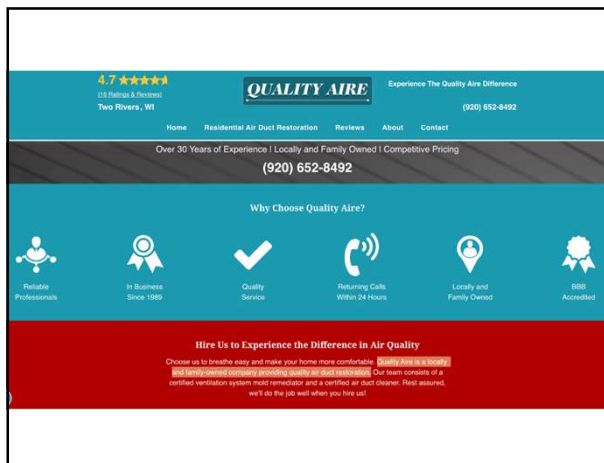 4.7
(18 Ratings & Reviews)
Two Rivers, WI
QUALITY AIRE
Experience The Quality Aire Difference
(920) 652-8492
Home Residential Air Duct Restoration Reviews About Contact
Over 30 Years of Experience | Locally and Family Owned | Competitive Pricing
(920) 652-8492
Why Choose Quality Aire?
Reliable
Professionals
In Business
Since 1989
Quality
Service
Returning Calls
Within 24 Hours
Locally and
Family Owned
BBB
Accredited
Hire Us to Experience the Difference in Air Quality
Choose us to breathe easy and make your home more comfortable. Quality Aire is a locally
and family-owned company providing quality air duct restoration. Our team consists of a
certified ventilation system mold remediator and a certified air duct cleaner. Rest assured,
we'll do the job well when you hire us!